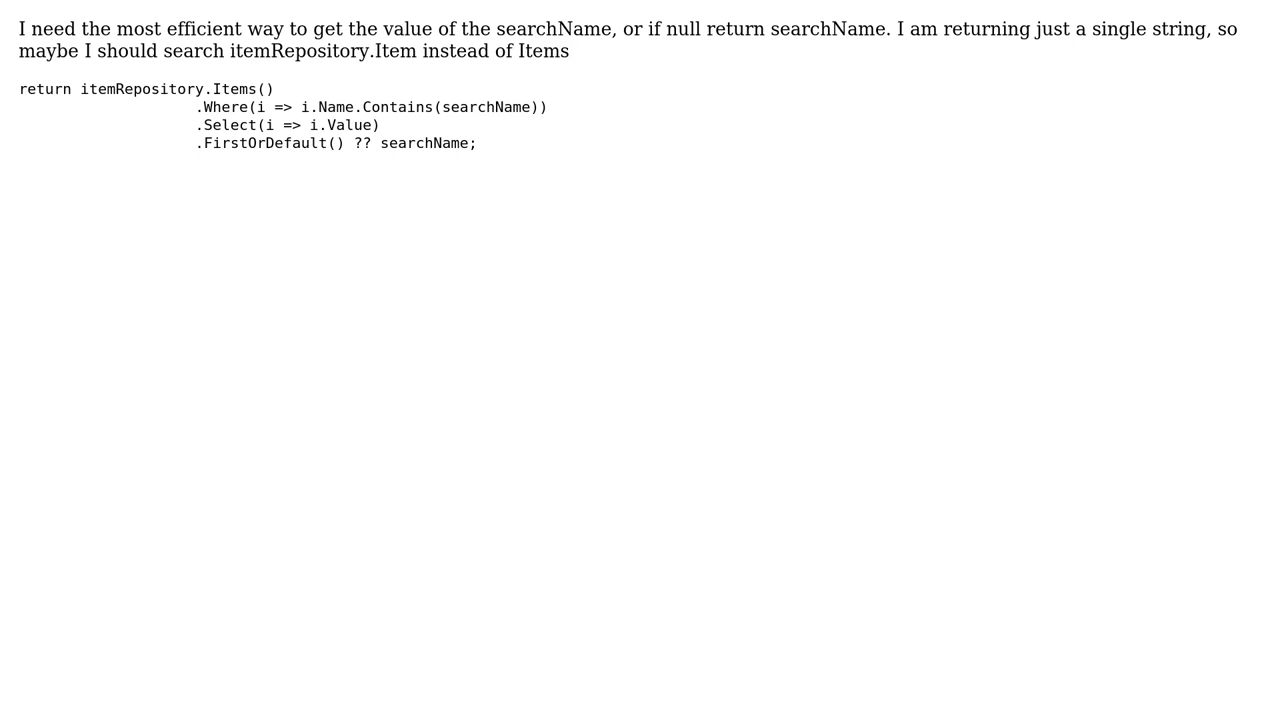 I need the most efficient way to get the value of the searchName, or if null return searchName. I am returning just a single string, so
maybe I should search itemRepository.Item instead of Items
return itemRepository.Items()
                    .Where(i => i.Name.Contains(searchName))
                    .Select(i => i.Value)
                    .FirstOrDefault() ?? searchName;